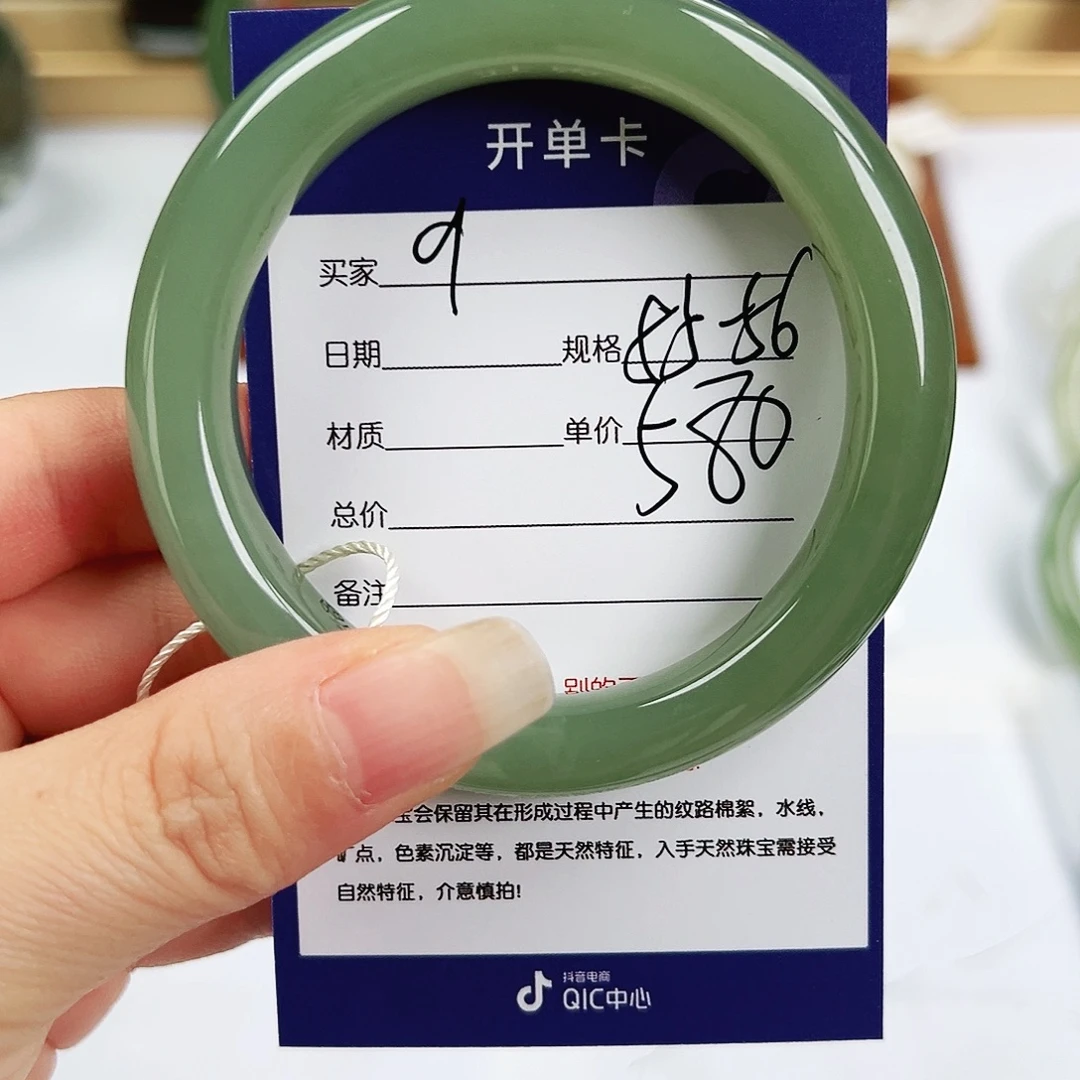 开单卡
买家 9
日期 规格 55-56
材质 单价 580
总价
备注
别的
会保留其在形成过程中产生的纹路棉絮，水线，
矿点，色素沉淀等，都是天然特征，入手天然珠宝需接受
自然特征，介意慎拍！
抖音电商
QIC中心